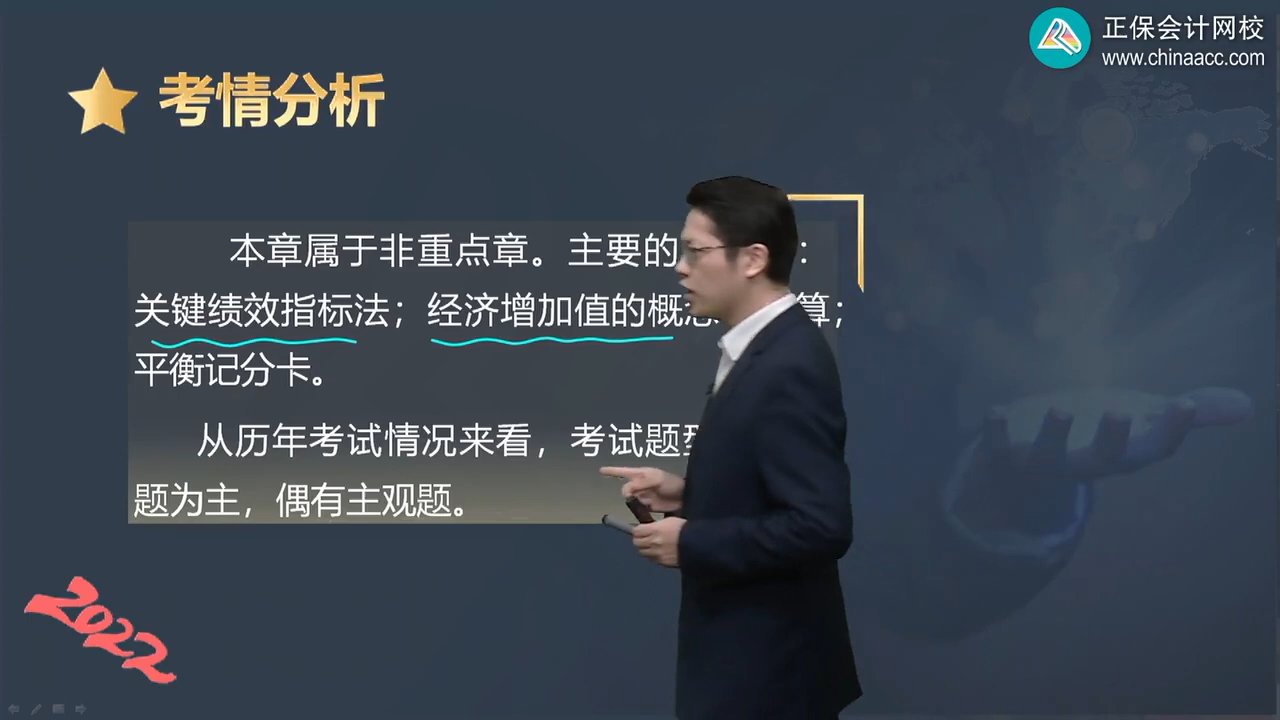 正保会计网校
www.chinaacc.com
考情分析
本章属于非重点章。主要的：
关键绩效指标法；经济增加值的概算；
平衡记分卡。
从历年考试情况来看，考试题
题为主，偶有主观题。
2022